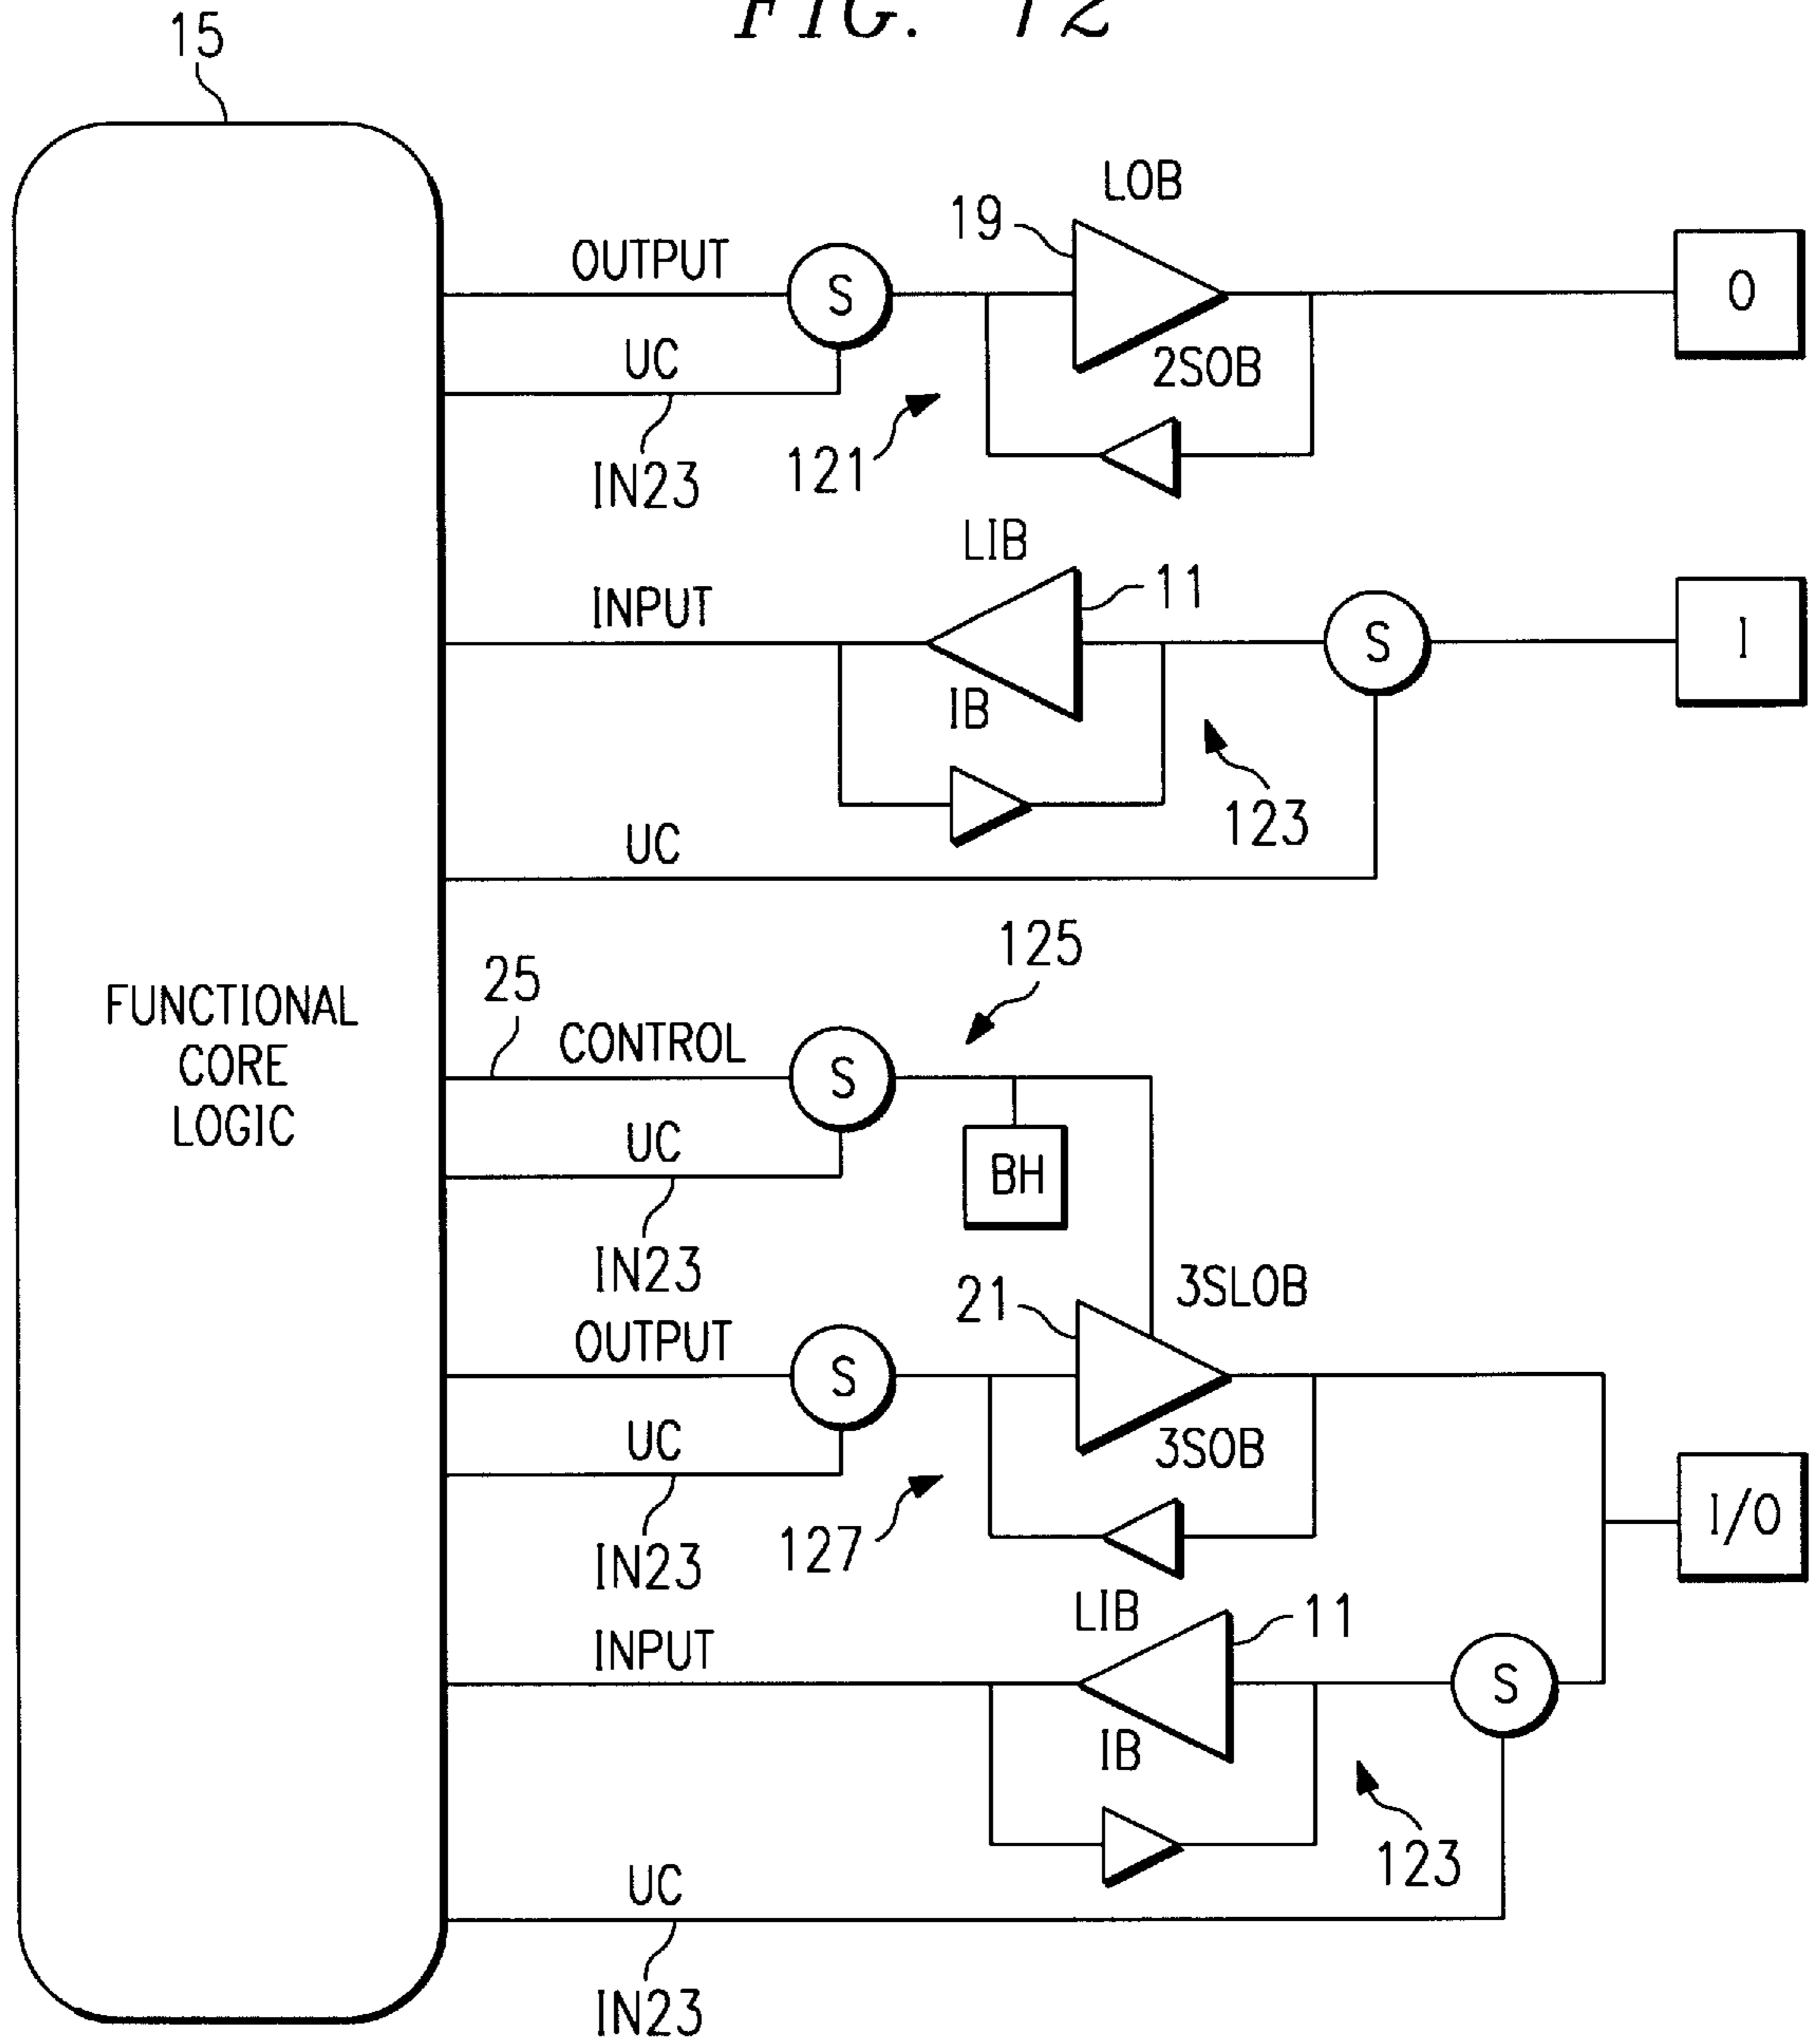 FIG. 12
15
LOB
19
OUTPUT
S
O
UC
2SOB
121
IN23
LIB
INPUT
11
S
I
IB
123
UC
125
25
CONTROL
S
FUNCTIONAL
CORE
LOGIC
UC
BH
IN23
21
3SLOB
OUTPUT
S
UC
3SOB
I/O
127
IN23
LIB
11
INPUT
S
IB
123
UC
IN23